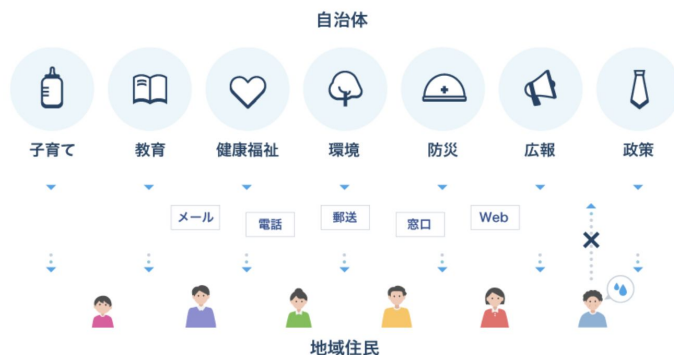 自治体
子育て
教育
健康福祉
環境
防災
広報
政策
メール
電話
郵送
窓口
Web
地域住民